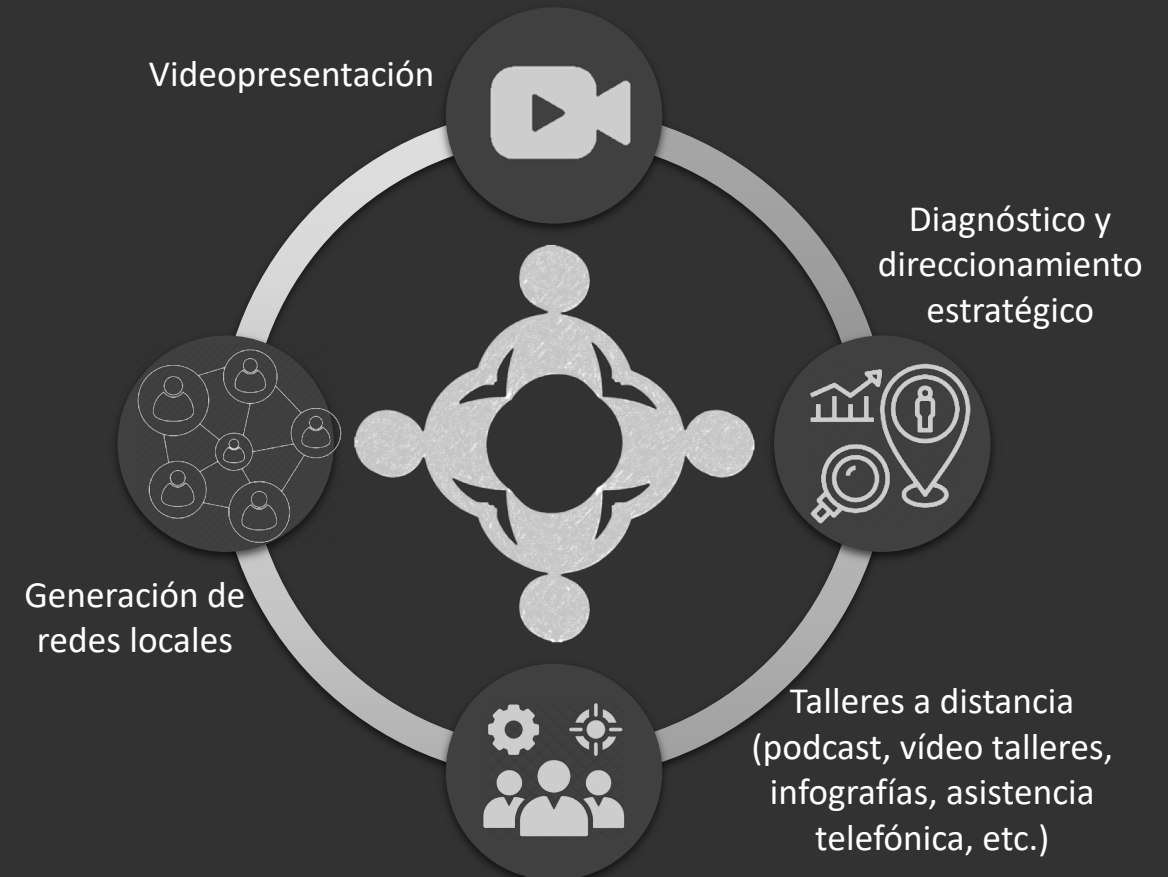 Videopresentación
Diagnóstico y
direccionamiento
estratégico
Generación de
redes locales
Talleres a distancia
(podcast, vídeo talleres,
infografías, asistencia
telefónica, etc.)